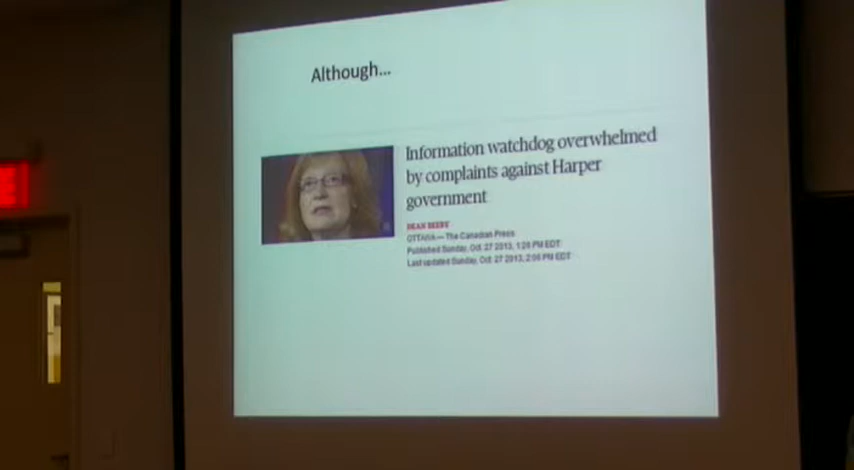 Although...
Information watchdog overwhelmed
by complaints against Harper
government
DEAN BEEBY
OTTAWA — The Canadian Press
Published Sunday, Oct. 27 2013, 1:26 PM EDT
Last updated Sunday, Oct. 27 2013, 2:06 PM EDT